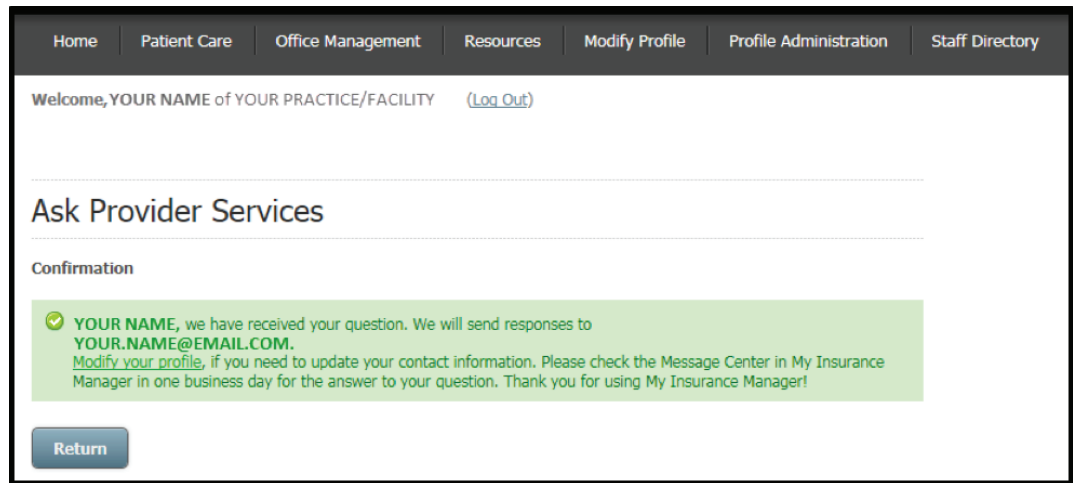 Home Patient Care Office Management Resources Modify Profile Profile Administration Staff Directory
Welcome, YOUR NAME of YOUR PRACTICE/FACILITY (Log Out)
Ask Provider Services
Confirmation
YOUR NAME, we have received your question. We will send responses to
YOUR.NAME@EMAIL.COM.
Modify your profile, if you need to update your contact information. Please check the Message Center in My Insurance
Manager in one business day for the answer to your question. Thank you for using My Insurance Manager!
Return